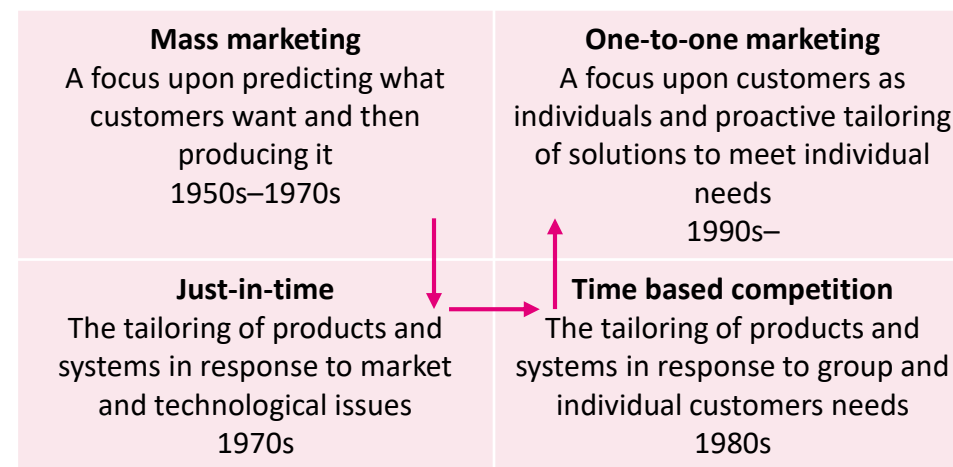 Mass marketing
A focus upon predicting what
customers want and then
producing it
1950s–1970s
One-to-one marketing
A focus upon customers as
individuals and proactive tailoring
of solutions to meet individual
needs
1990s–
Just-in-time
The tailoring of products and
systems in response to market
and technological issues
1970s
Time based competition
The tailoring of products and
systems in response to group and
individual customers needs
1980s